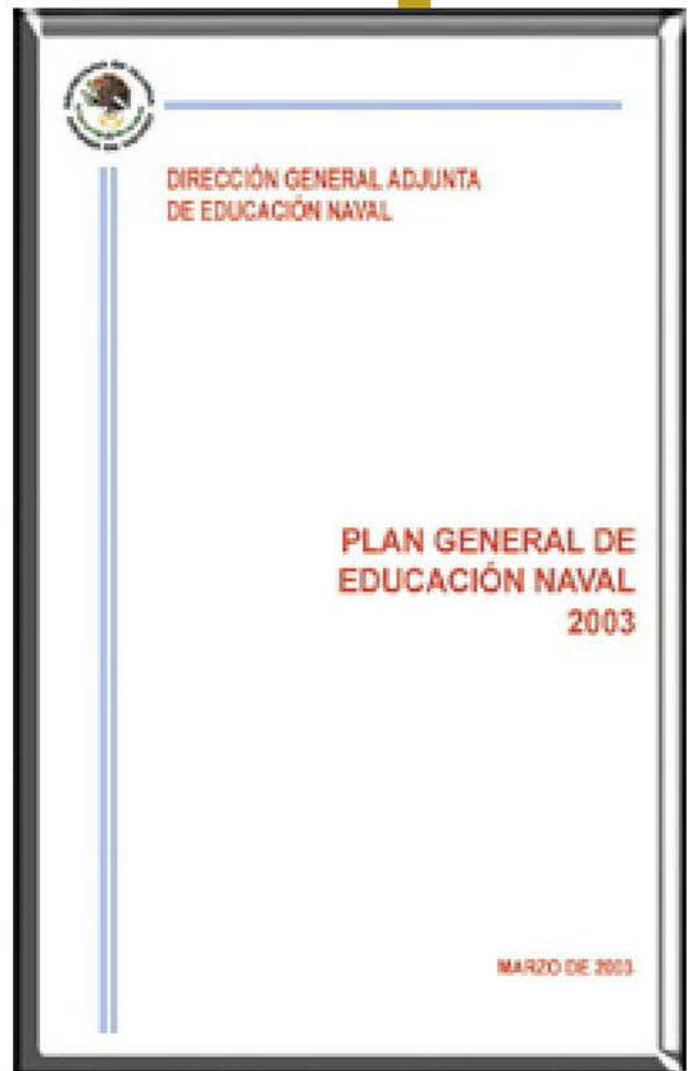 DIRECCIÓN GENERAL ADJUNTA
DE EDUCACIÓN NAVAL
PLAN GENERAL DE
EDUCACIÓN NAVAL
2003
MARZO DE 2003